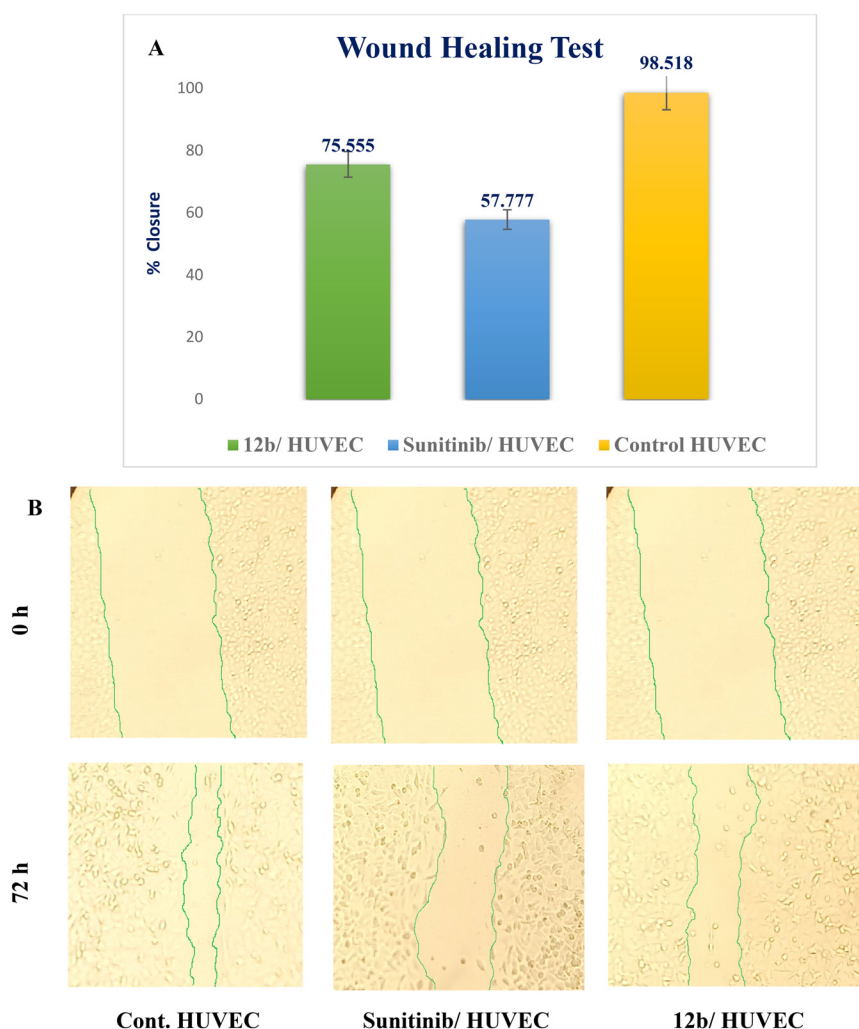 A
Wound Healing Test
98.518
100
75.555
80
57.777
60
% Closure
40
20
0
12b/ HUVEC Sunitinib/ HUVEC Control HUVEC
B
0 h
72 h
Cont. HUVEC Sunitinib/ HUVEC 12b/ HUVEC